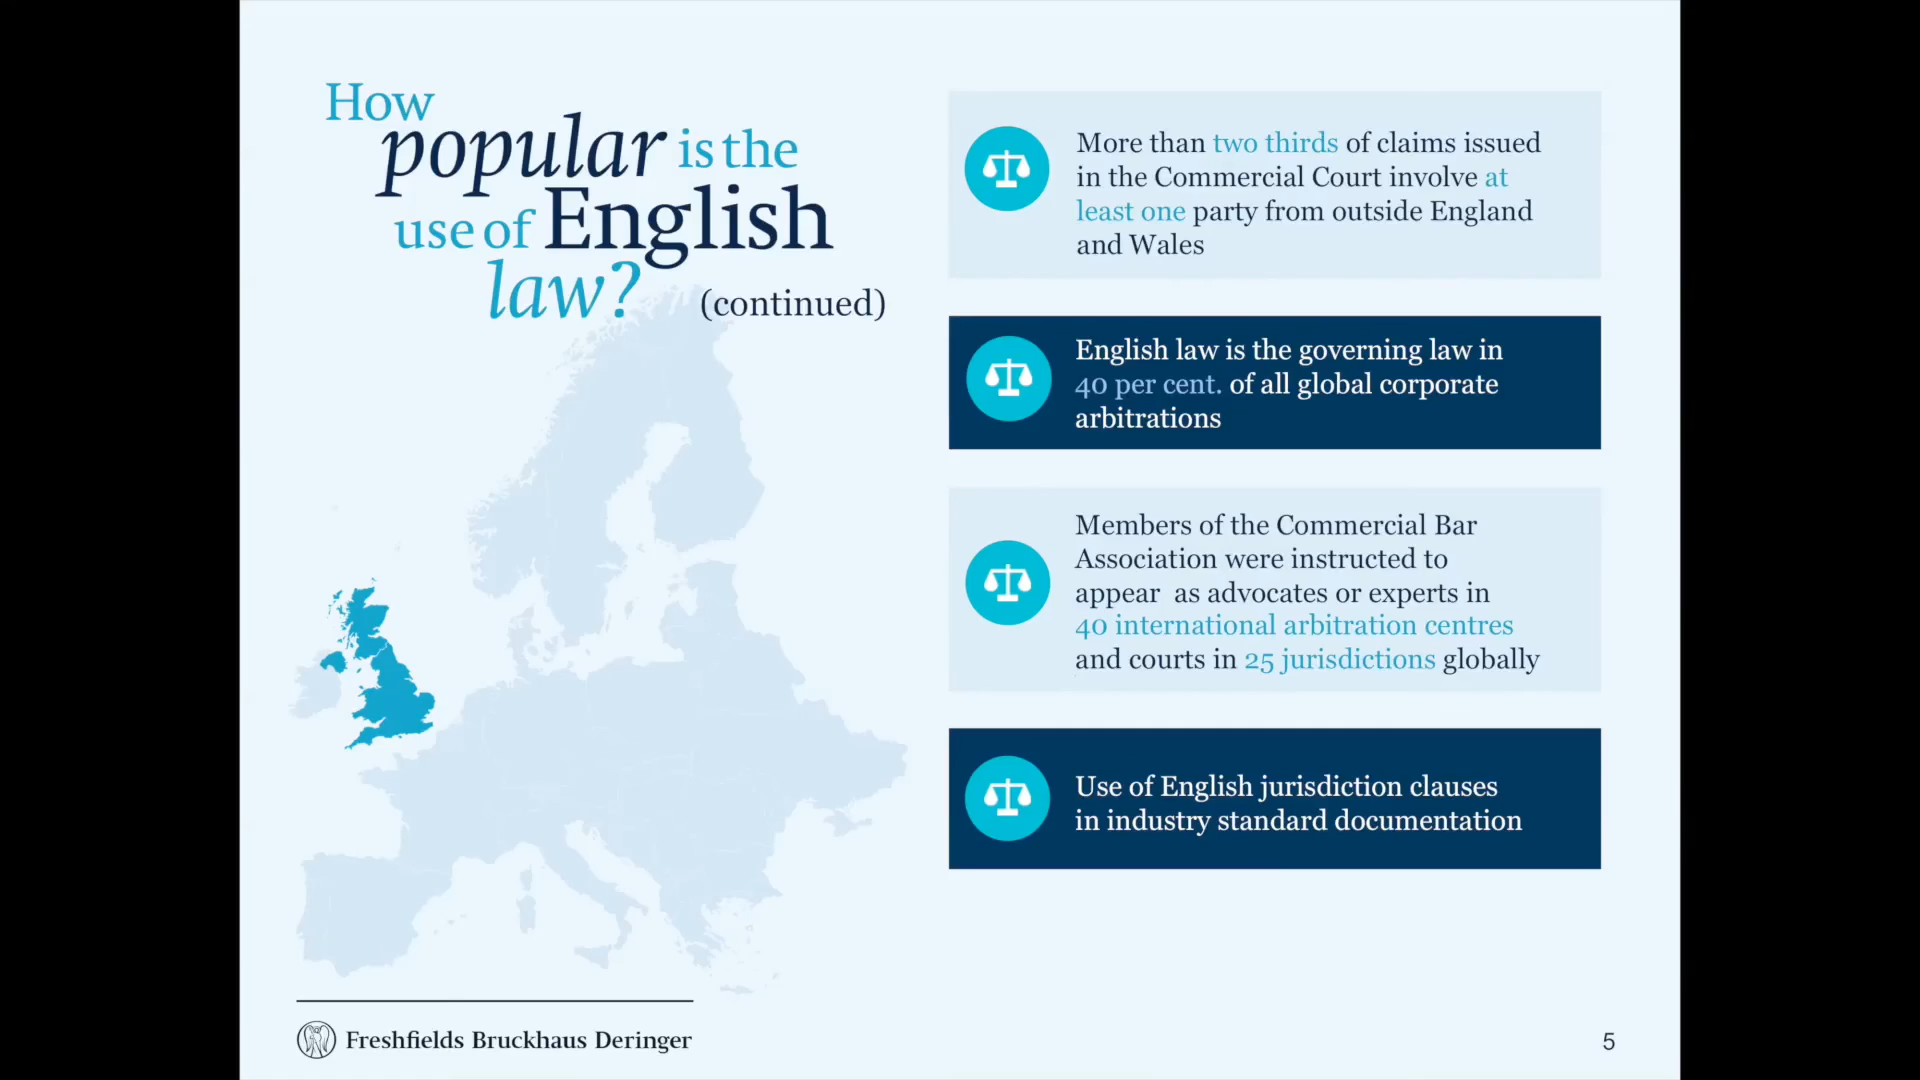 How
popular is the
use of English
law? (continued)
More than two thirds of claims issued
in the Commercial Court involve at
least one party from outside England
and Wales
English law is the governing law in
40 per cent. of all global corporate
arbitrations
Members of the Commercial Bar
Association were instructed to
appear  as advocates or experts in
40 international arbitration centres
and courts in 25 jurisdictions globally
Use of English jurisdiction clauses
in industry standard documentation
Freshfields Bruckhaus Deringer
5